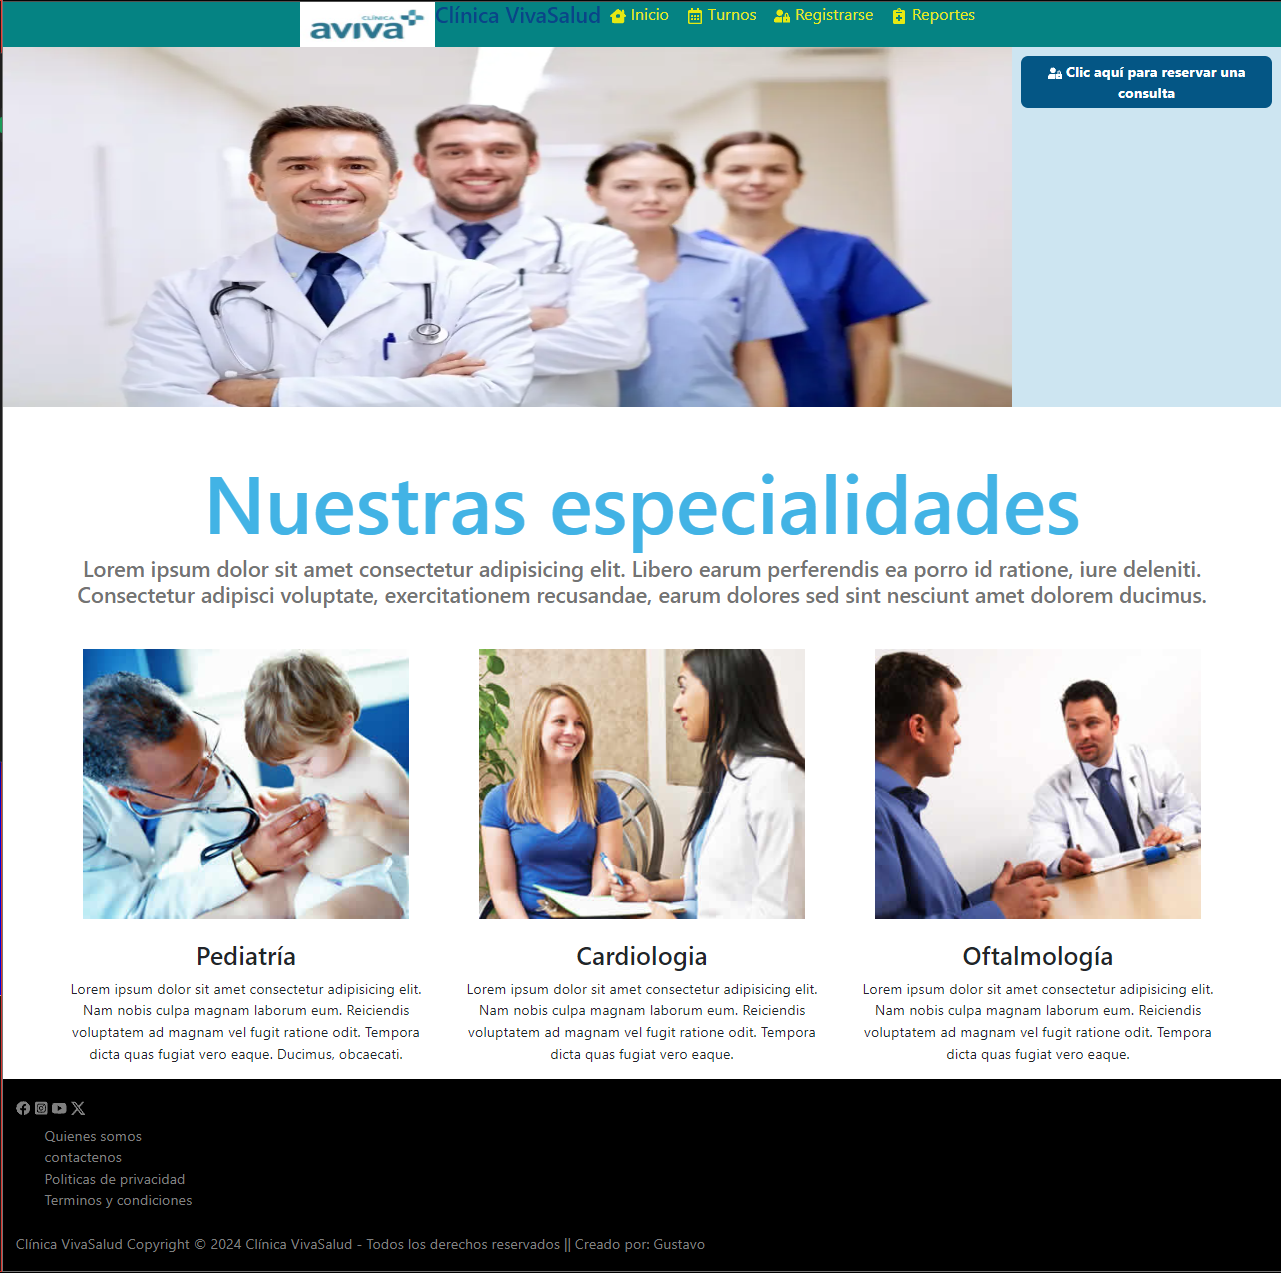 CLÍNICA
aviva
Clínica VivaSalud Inicio Turnos Registrarse Reportes
Clic aquí para reservar una
consulta
Nuestras especialidades
Lorem ipsum dolor sit amet consectetur adipisicing elit. Libero earum perferendis ea porro id ratione, iure deleniti.
Consectetur adipisci voluptate, exercitationem recusandae, earum dolores sed sint nesciunt amet dolorem ducimus.
Pediatría
Lorem ipsum dolor sit amet consectetur adipisicing elit.
Nam nobis culpa magnam laborum eum. Reiciendis
voluptatem ad magnam vel fugit ratione odit. Tempora
dicta quas fugiat vero eaque. Ducimus, obcaecati.
Cardiologia
Lorem ipsum dolor sit amet consectetur adipisicing elit.
Nam nobis culpa magnam laborum eum. Reiciendis
voluptatem ad magnam vel fugit ratione odit. Tempora
dicta quas fugiat vero eaque.
Oftalmología
Lorem ipsum dolor sit amet consectetur adipisicing elit.
Nam nobis culpa magnam laborum eum. Reiciendis
voluptatem ad magnam vel fugit ratione odit. Tempora
dicta quas fugiat vero eaque.
Quienes somos
contactenos
Politicas de privacidad
Terminos y condiciones
Clínica VivaSalud Copyright © 2024 Clínica VivaSalud - Todos los derechos reservados || Creado por: Gustavo